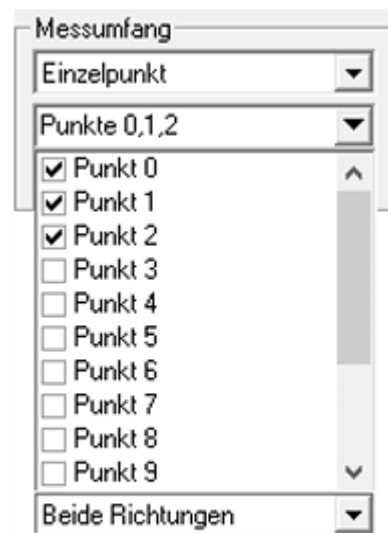 Messumfang
Einzelpunkt
Punkte 0,1,2
Punkt 0
Punkt 1
Punkt 2
Punkt 3
Punkt 4
Punkt 5
Punkt 6
Punkt 7
Punkt 8
Punkt 9
Beide Richtungen